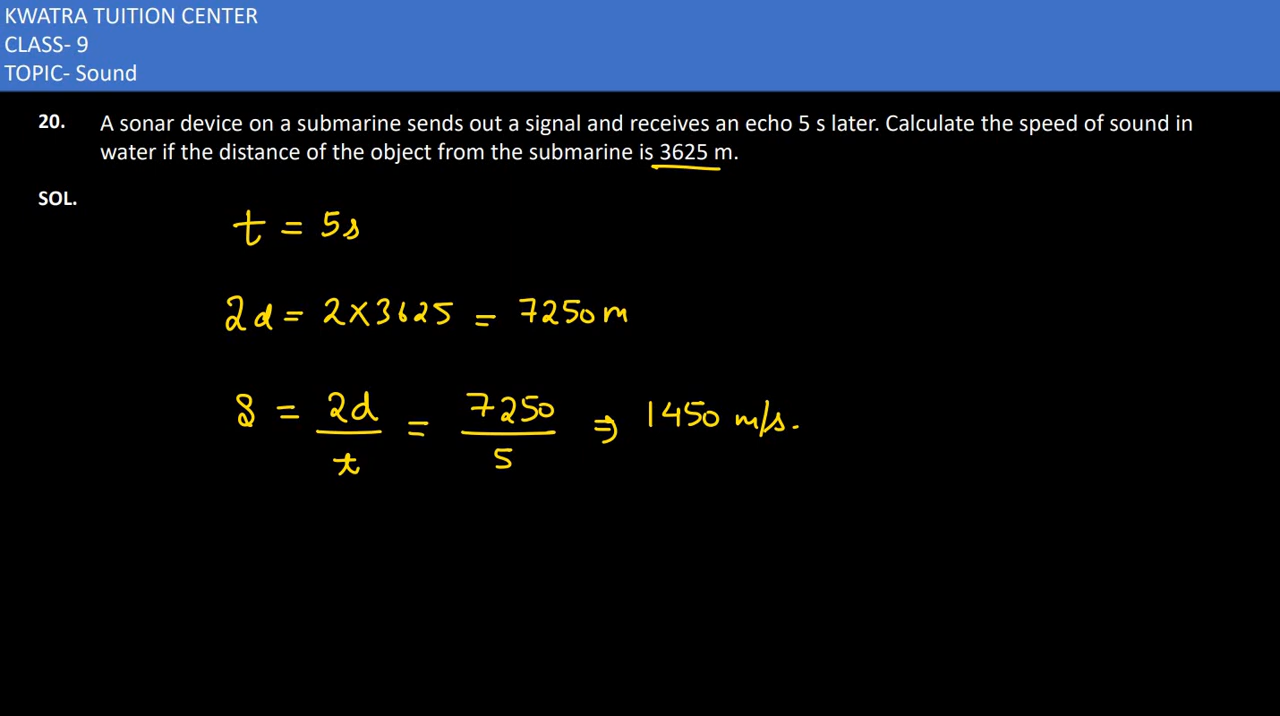 KWATRA TUITION CENTER
CLASS- 9
TOPIC- Sound
20. A sonar device on a submarine sends out a signal and receives an echo 5 s later. Calculate the speed of sound in
water if the distance of the object from the submarine is 3625 m.
SOL.
t = 5s
2d = 2×3625 = 7250m
S = 2d/t = 7250/5 ⇒ 1450 m/s.